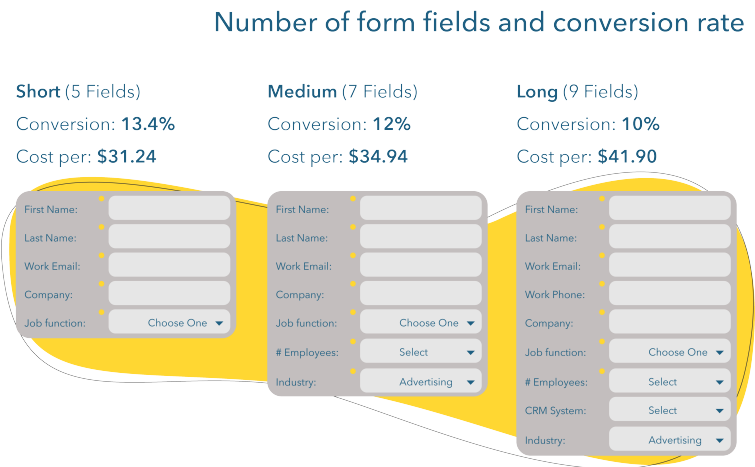 Number of form fields and conversion rate
Short (5 Fields)
Conversion: 13.4%
Cost per: $31.24
First Name:
Last Name:
Work Email:
Company:
Job function: Choose One
Medium (7 Fields)
Conversion: 12%
Cost per: $34.94
First Name:
Last Name:
Work Email:
Company:
Job function: Choose One
# Employees: Select
Industry: Advertising
Long (9 Fields)
Conversion: 10%
Cost per: $41.90
First Name:
Last Name:
Work Email:
Work Phone:
Company:
Job function: Choose One
# Employees: Select
CRM System: Select
Industry: Advertising